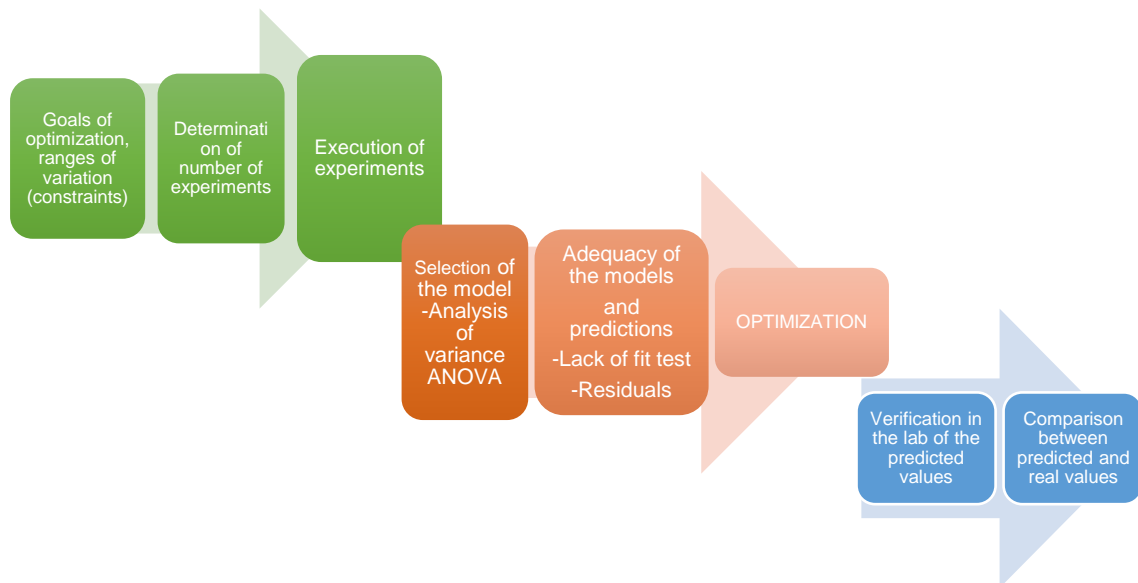 Goals of
optimization,
ranges of
variation
(constraints)
Determinati
on of
number of
experiments
Execution of
experiments
Selection of
the model
-Analysis
of
variance
ANOVA
Adequacy of
the models
and
predictions
-Lack of fit test
-Residuals
OPTIMIZATION
Verification in
the lab of the
predicted
values
Comparison
between
predicted and
real values